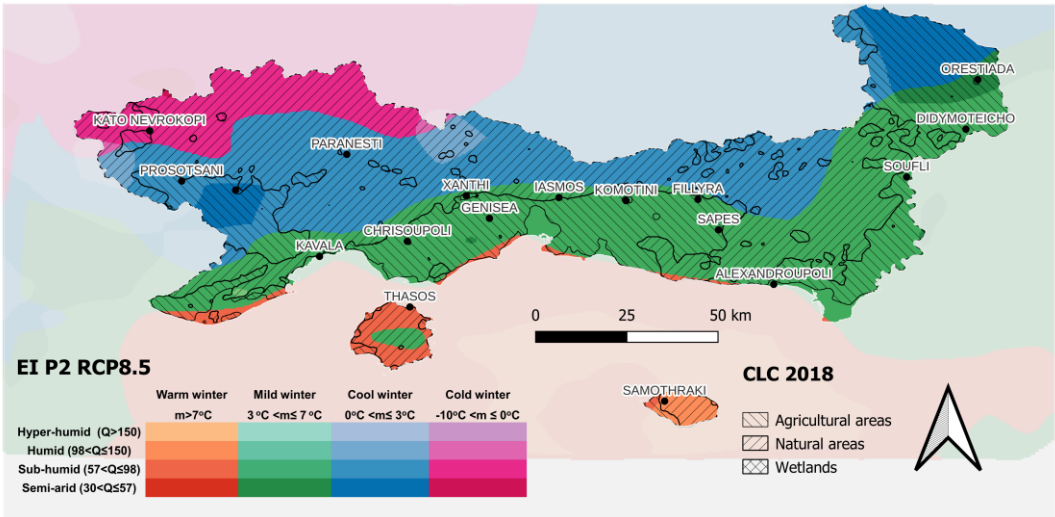 ORESTIADA
KATO NEVROKOPI
DIDYMOTEICHO
PARANESTI
PROSOTSANI
SOUFLI
XANTHI
IASMOS
KOMOTINI
FILLYRA
GENISEA
SAPES
CHRISOUPOLI
KAVALA
ALEXANDROUPOLI
THASOS
0 25 50 km
EI P2 RCP8.5
CLC 2018
SAMOTHRAKI
Warm winter Mild winter Cool winter Cold winter
m>7°C 3 °C <m≤ 7 °C 0°C <m≤ 3°C -10°C <m ≤ 0°C
Hyper-humid (Q>150)
Humid (98<Q≤150)
Sub-humid (57<Q≤98)
Semi-arid (30<Q≤57)
Agricultural areas
Natural areas
Wetlands